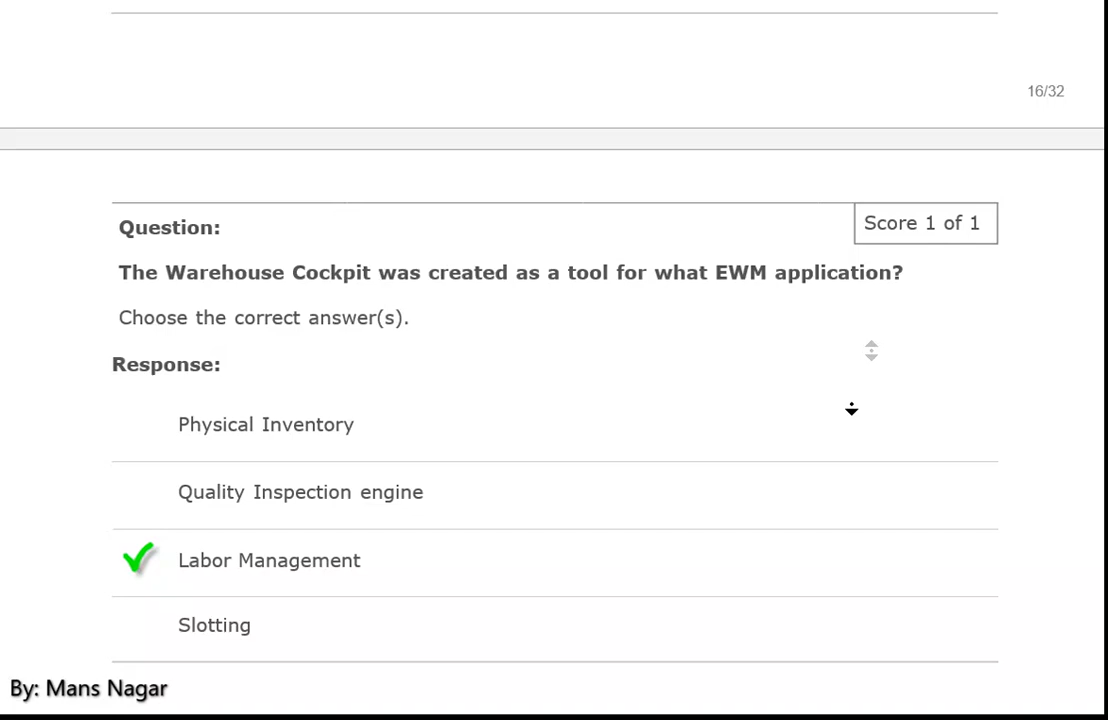 16/32
Question:
Score 1 of 1
The Warehouse Cockpit was created as a tool for what EWM application?
Choose the correct answer(s).
Response:
Physical Inventory
Quality Inspection engine
Labor Management
Slotting
By: Mans Nagar